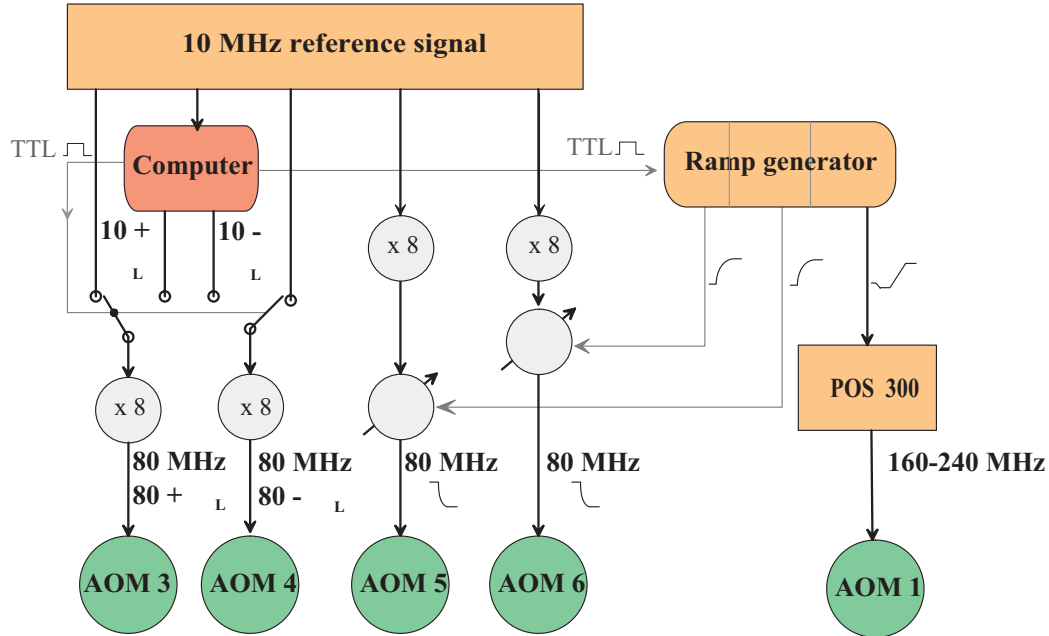 10 MHz reference signal
TTL
Computer
TTL
Ramp generator
10 +
L
10 -
L
x 8
x 8
x 8
x 8
POS 300
80 MHz
80 +
L
80 MHz
80 -
L
80 MHz
80 MHz
160-240 MHz
AOM 3
AOM 4
AOM 5
AOM 6
AOM 1